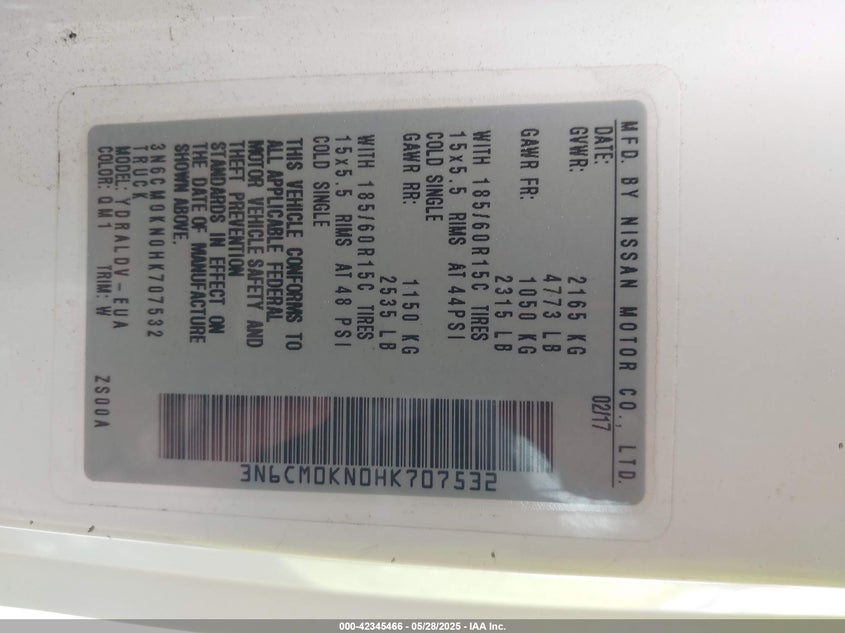 MFD. BY NISSAN MOTOR CO., LTD.
DATE: 02/17
GVWR: 2165 KG
4773 LB
GAWR FR: 1050 KG
2315 LB
WITH 185/60R15C TIRES
15x5.5 RIMS AT 44PSI
COLD SINGLE
GAWR RR: 1150 KG
2535 LB
WITH 185/60R15C TIRES
15x5.5 RIMS AT 48 PSI
COLD SINGLE
THIS VEHICLE CONFORMS TO
ALL APPLICABLE FEDERAL
MOTOR VEHICLE SAFETY AND
THEFT PREVENTION
STANDARDS IN EFFECT ON
THE DATE OF MANUFACTURE
SHOWN ABOVE.
3N6CM0KN0HK707532
TRUCK
MODEL: YDRALDV-EUA
COLOR: QM1 TRIM: W ZS00A
3N6CM0KN0HK707532
000-42345466 - 05/28/2025 - IAA Inc.